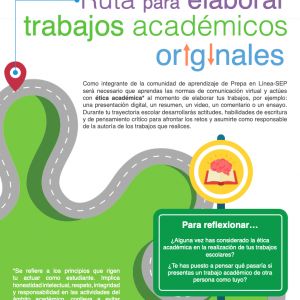 Ruta para elaborar
trabajos académicos
originales
Como integrante de la comunidad de aprendizaje de Prepa en Línea-SEP
será necesario que aprendas las normas de comunicación virtual y actúes
con ética académica* al momento de elaborar tus trabajos, por ejemplo:
una presentación digital, un resumen, un video, un comentario o un ensayo.
Durante tu trayectoria escolar desarrollarás actitudes, habilidades de escritura
y de pensamiento crítico para afrontar los retos y asumirte como responsable
de la autoría de los trabajos que realices.
Para reflexionar...
¿Alguna vez has considerado la ética
académica en la realización de tus trabajos
escolares?
¿Te has puesto a pensar qué pasaría si
presentas un trabajo académico de otra
persona como tuyo?
*Se refiere a los principios que rigen
tu actuar como estudiante. Implica
honestidad intelectual, respeto, integridad
y responsabilidad en las actividades del
ámbito académico, conlleva a evitar